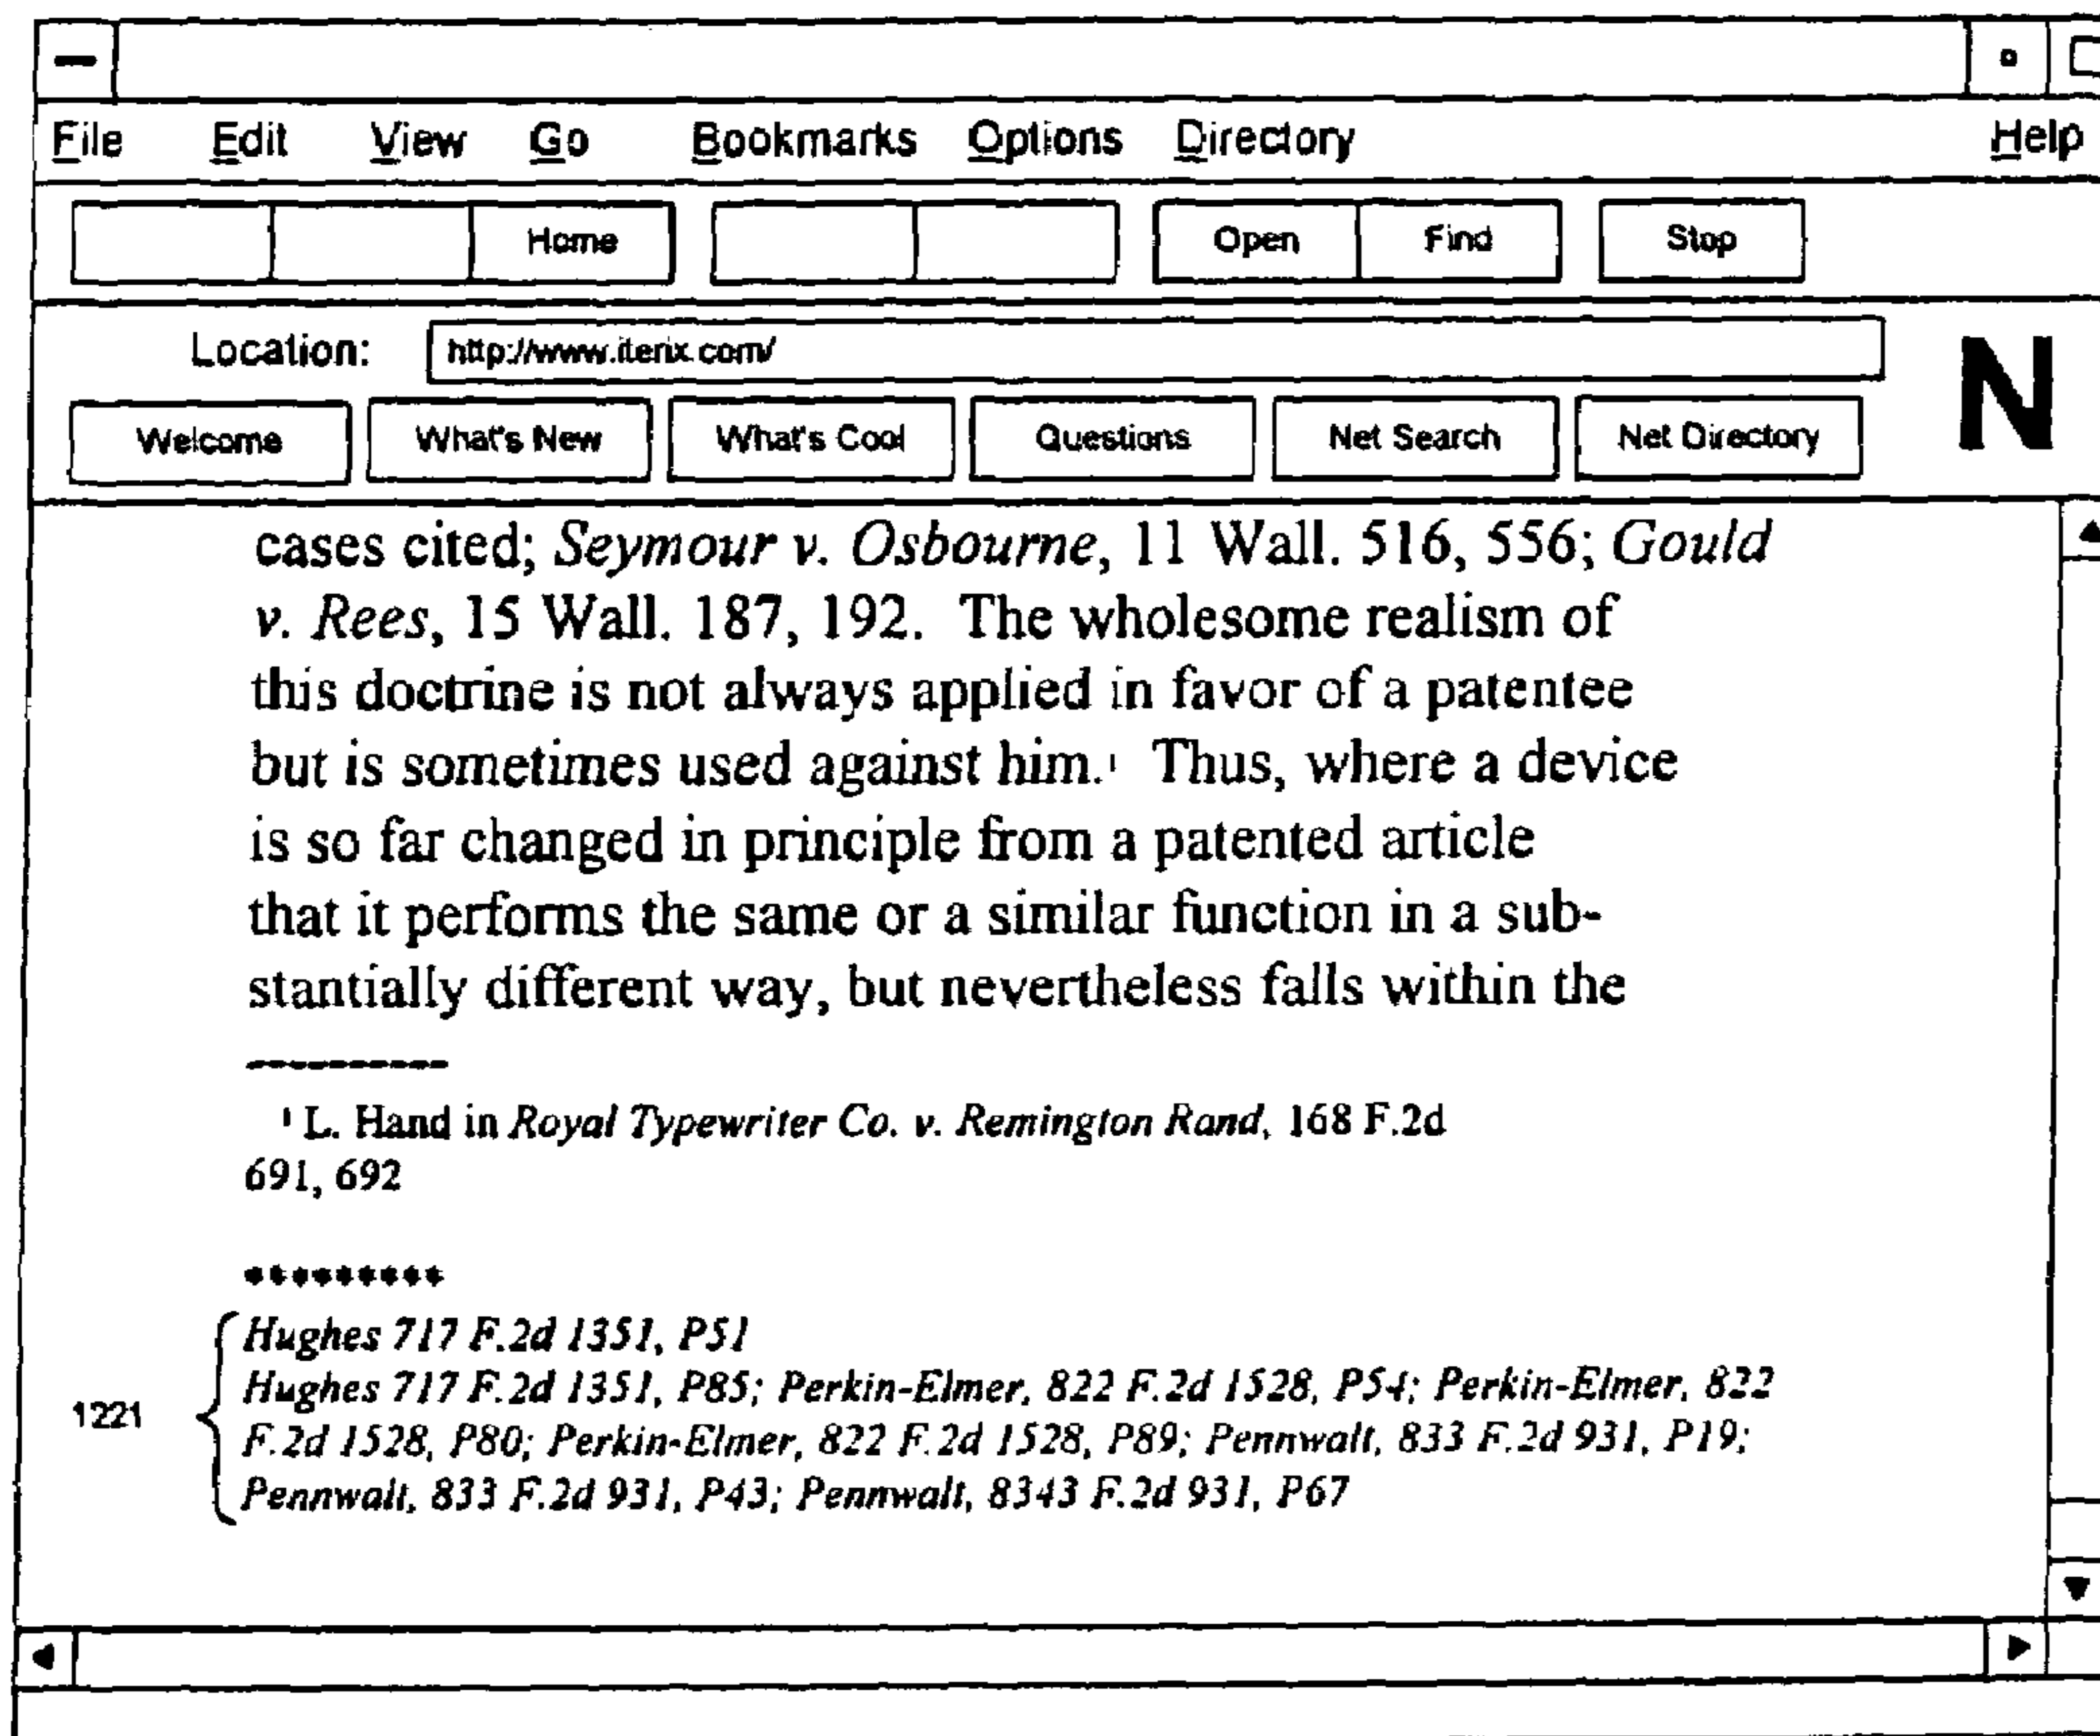 File Edit View Go Bookmarks Options Directory Help
Home Open Find Stop
Location: http://www.iterix.com/
N
Welcome What's New What's Cool Questions Net Search Net Directory
cases cited; Seymour v. Osbourne, 11 Wall. 516, 556; Gould
v. Rees, 15 Wall. 187, 192. The wholesome realism of
this doctrine is not always applied in favor of a patentee
but is sometimes used against him.¹ Thus, where a device
is so far changed in principle from a patented article
that it performs the same or a similar function in a sub-
stantially different way, but nevertheless falls within the
¹ L. Hand in Royal Typewriter Co. v. Remington Rand, 168 F.2d
691, 692
*********
Hughes 717 F.2d 1351, P51
Hughes 717 F.2d 1351, P85; Perkin-Elmer, 822 F.2d 1528, P54; Perkin-Elmer, 822
1221
F.2d 1528, P80; Perkin-Elmer, 822 F.2d 1528, P89; Pennwalt, 833 F.2d 931, P19;
Pennwalt, 833 F.2d 931, P43; Pennwalt, 8343 F.2d 931, P67